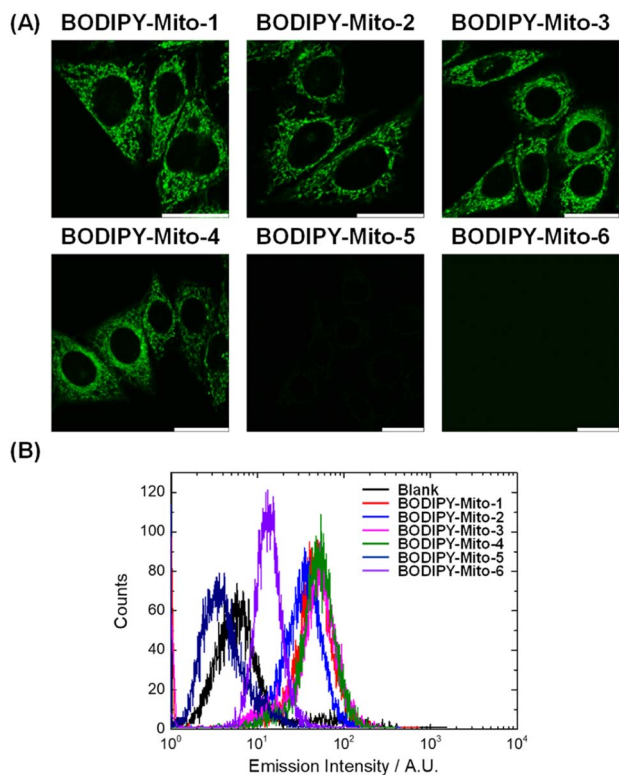 (A)
BODIPY-Mito-1 BODIPY-Mito-2 BODIPY-Mito-3
BODIPY-Mito-4 BODIPY-Mito-5 BODIPY-Mito-6
(B)
120
100
80
60
40
20
0
Counts
Blank
BODIPY-Mito-1
BODIPY-Mito-2
BODIPY-Mito-3
BODIPY-Mito-4
BODIPY-Mito-5
BODIPY-Mito-6
10⁰ 10¹ 10² 10³ 10⁴
Emission Intensity / A.U.